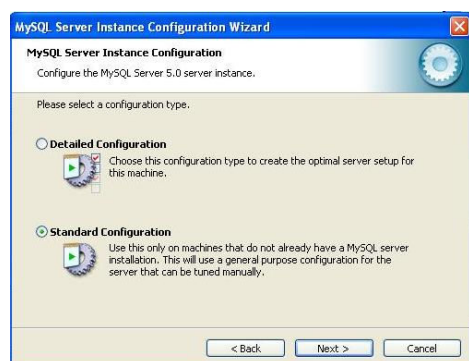 MySQL Server Instance Configuration Wizard
MySQL Server Instance Configuration
Configure the MySQL Server 5.0 server instance.
Please select a configuration type.
Detailed Configuration
Choose this configuration type to create the optimal server setup for
this machine.
Standard Configuration
Use this only on machines that do not already have a MySQL server
installation. This will use a general purpose configuration for the
server that can be tuned manually.
< Back
Next >
Cancel